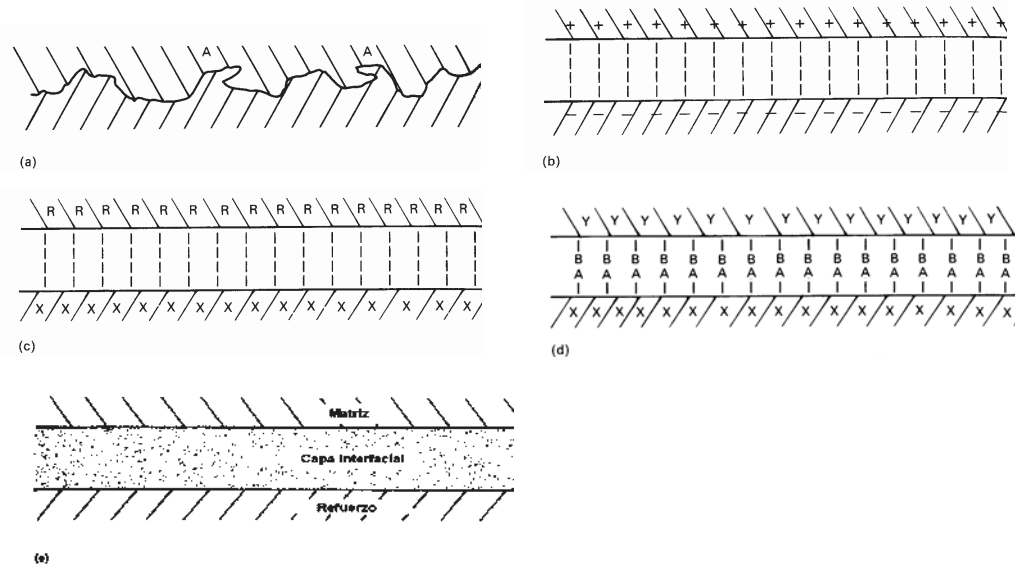 A A
(a)
+ + + + + + + + + + + + + + + +
− − − − − − − − − − − − − − − −
(b)
R R R R R R R R R R R R R R R
X X X X X X X X X X X X X X X X
(c)
Y Y Y Y Y Y Y Y Y Y Y Y Y Y
B B B B B B B B B B B B B B B B
A A A A A A A A A A A A A A A A
X X X X X X X X X X X X X X X X X
(d)
Matriz
Capa Interfacial
Refuerzo
(e)